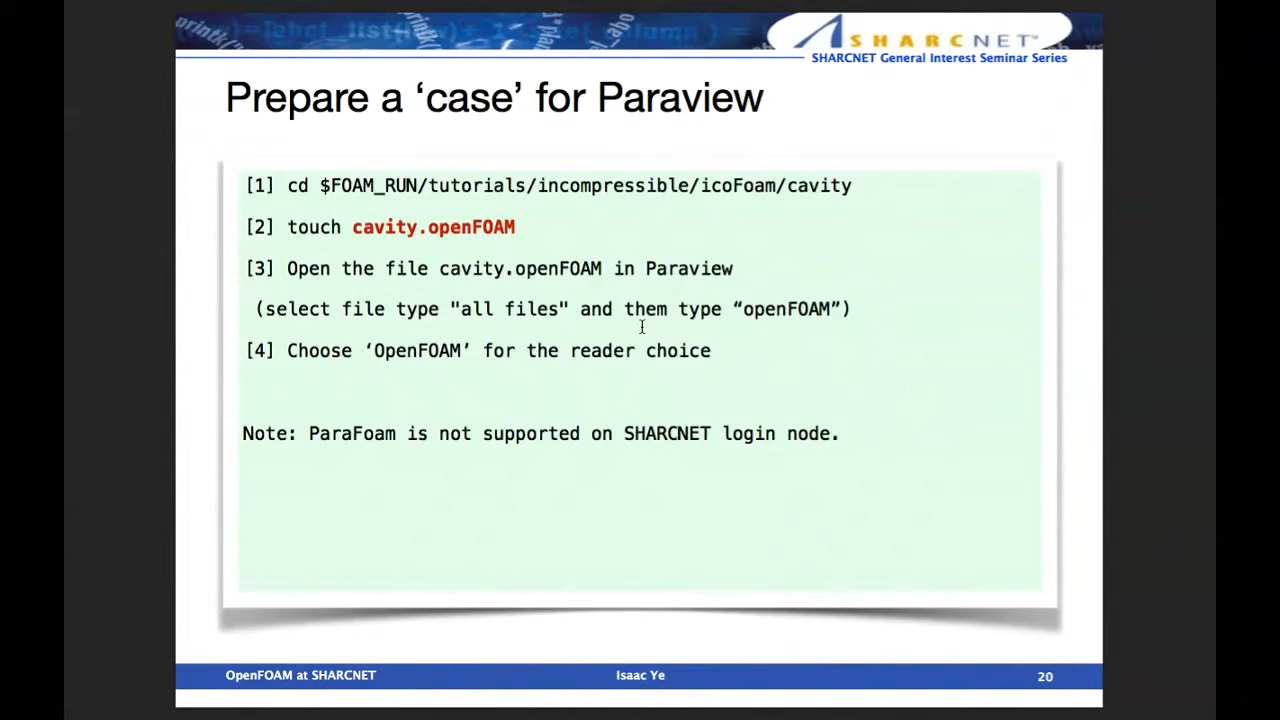 SHARCNET™
SHARCNET General Interest Seminar Series
Prepare a ‘case’ for Paraview
[1] cd $FOAM_RUN/tutorials/incompressible/icoFoam/cavity
[2] touch cavity.openFOAM
[3] Open the file cavity.openFOAM in Paraview
(select file type "all files" and them type “openFOAM”)
[4] Choose ‘OpenFOAM’ for the reader choice
Note: ParaFoam is not supported on SHARCNET login node.
OpenFOAM at SHARCNET
Isaac Ye
20